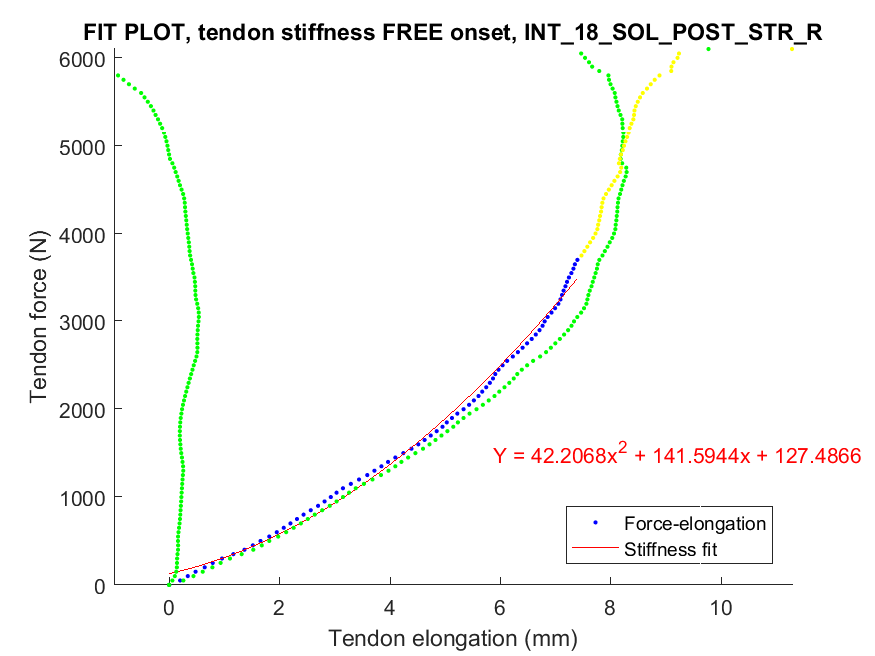 FIT PLOT, tendon stiffness FREE onset, INT_18_SOL_POST_STR_R
6000
5000
4000
3000
2000
1000
0
Tendon force (N)
Y = 42.2068x² + 141.5944x + 127.4866
Force-elongation
Stiffness fit
0 2 4 6 8 10
Tendon elongation (mm)